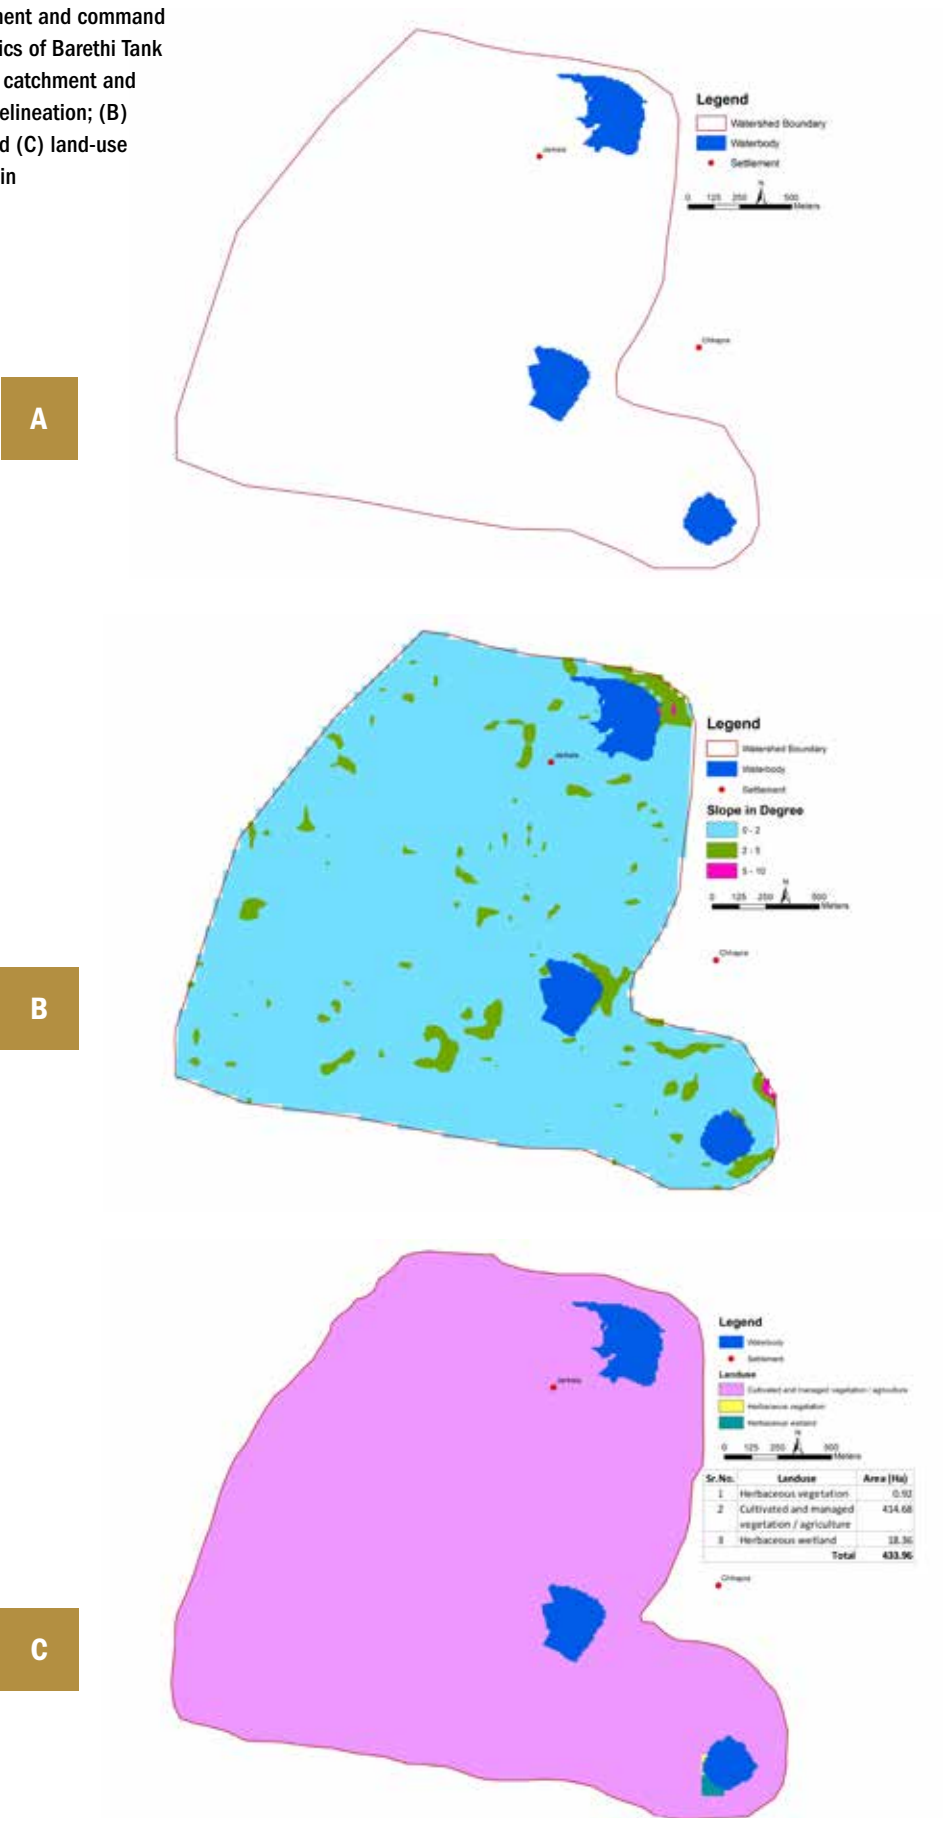 ment and command
ics of Barethi Tank
catchment and
elineation; (B)
d (C) land-use
in
Legend
Watershed Boundary
Waterbody
Settlement
N
0 125 250 500
Meters
Chhapra
A
Legend
Watershed Boundary
Waterbody
Settlement
Slope in Degree
0 - 2
2 - 5
5 - 10
N
0 125 250 500
Meters
Chhapra
B
Legend
Waterbody
Settlement
Landuse
Cultivated and managed vegetation / agriculture
Herbaceous vegetation
Herbaceous wetland
N
0 125 250 500
Meters
Sr.No. Landuse Area (Ha)
1 Herbaceous vegetation 0.92
2 Cultivated and managed 414.68
vegetation / agriculture
3 Herbaceous wetland 18.36
Total 433.96
Chhapra
C